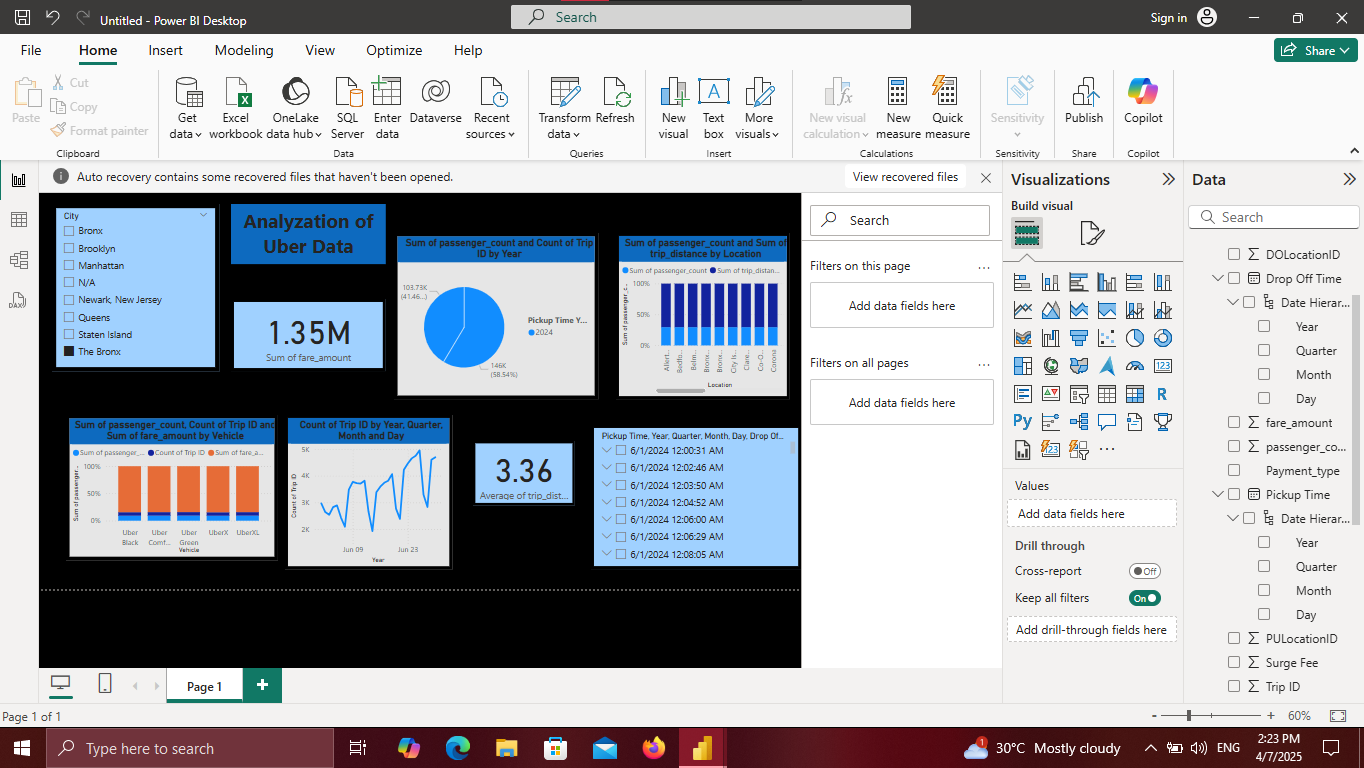 Untitled - Power BI Desktop
Search
Sign in
File
Home
Insert
Modeling
View
Optimize
Help
Share
Paste
Cut
Copy
Format painter
Clipboard
Get data
Excel workbook
OneLake data hub
SQL Server
Enter data
Dataverse
Recent sources
Data
Transform data
Refresh
Queries
New visual
Text box
More visuals
Insert
New visual calculation
New measure
Quick measure
Calculations
Sensitivity
Sensitivity
Publish
Share
Copilot
Copilot
Auto recovery contains some recovered files that haven't been opened.
View recovered files
City
Bronx
Brooklyn
Manhattan
N/A
Newark, New Jersey
Queens
Staten Island
The Bronx
Analyzation of
Uber Data
1.35M
Sum of fare_amount
Sum of passenger_count and Count of Trip
ID by Year
103.73K
(41.46...)
146K
(58.54%)
Pickup Time Y...
2024
Sum of passenger_count and Sum of
trip_distance by Location
Sum of passenger_count
Sum of trip_distan...
Sum of passenger_c...
100%
50%
0%
Allert...
Bedfo...
Belm...
Bronx...
Bronx...
City Is...
Clare...
Co-O...
Corona
Location
Sum of passenger_count, Count of Trip ID and
Sum of fare_amount by Vehicle
Sum of passenger_...
Count of Trip ID
Sum of fare_a...
Sum of passenger...
100%
50%
0%
Uber Black
Uber Comf...
Uber Green
UberX
UberXL
Vehicle
Count of Trip ID by Year, Quarter,
Month and Day
Count of Trip ID
5K
4K
3K
2K
Jun 09
Jun 23
Year
3.36
Average of trip_dist...
Pickup Time, Year, Quarter, Month, Day, Drop Of...
6/1/2024 12:00:31 AM
6/1/2024 12:02:46 AM
6/1/2024 12:03:50 AM
6/1/2024 12:04:52 AM
6/1/2024 12:06:00 AM
6/1/2024 12:06:29 AM
6/1/2024 12:08:05 AM
Search
Filters on this page
Add data fields here
Filters on all pages
Add data fields here
Visualizations
Build visual
123
R
Py
123
Values
Add data fields here
Drill through
Cross-report
Off
Keep all filters
On
Add drill-through fields here
Data
Search
DOLocationID
Drop Off Time
Date Hierar...
Year
Quarter
Month
Day
fare_amount
passenger_co...
Payment_type
Pickup Time
Date Hierar...
Year
Quarter
Month
Day
PULocationID
Surge Fee
Trip ID
Page 1
Page 1 of 1
60%
Type here to search
1
30°C Mostly cloudy
ENG
2:23 PM
4/7/2025